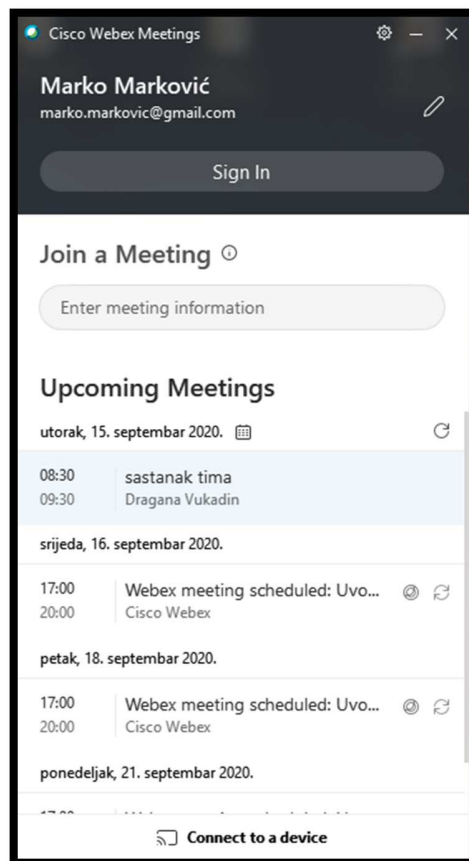 Cisco Webex Meetings
Marko Marković
marko.markovic@gmail.com
Sign In
Join a Meeting
Enter meeting information
Upcoming Meetings
utorak, 15. septembar 2020.
08:30 sastanak tima
09:30 Dragana Vukadin
srijeda, 16. septembar 2020.
17:00 Webex meeting scheduled: Uvo...
20:00 Cisco Webex
petak, 18. septembar 2020.
17:00 Webex meeting scheduled: Uvo...
20:00 Cisco Webex
ponedeljak, 21. septembar 2020.
Connect to a device